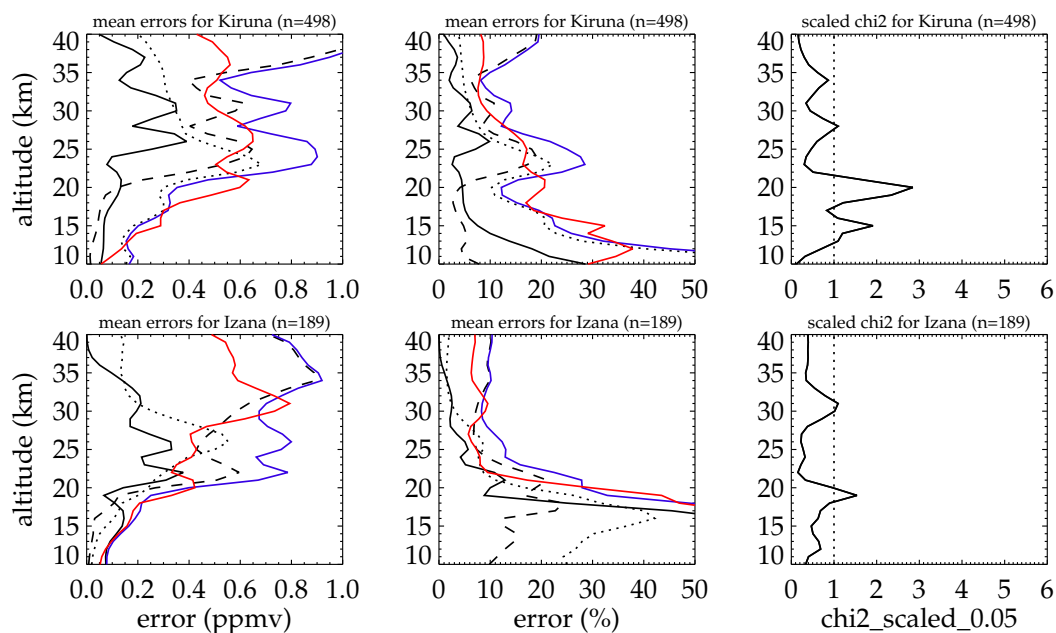 mean errors for Kiruna (n=498)
mean errors for Kiruna (n=498)
scaled chi2 for Kiruna (n=498)
altitude (km)
40
35
30
25
20
15
10
0.0 0.2 0.4 0.6 0.8 1.0
40
35
30
25
20
15
10
0 10 20 30 40 50
40
35
30
25
20
15
10
0 1 2 3 4 5 6
mean errors for Izana (n=189)
mean errors for Izana (n=189)
scaled chi2 for Izana (n=189)
altitude (km)
40
35
30
25
20
15
10
0.0 0.2 0.4 0.6 0.8 1.0
error (ppmv)
40
35
30
25
20
15
10
0 10 20 30 40 50
error (%)
40
35
30
25
20
15
10
0 1 2 3 4 5 6
chi2_scaled_0.05